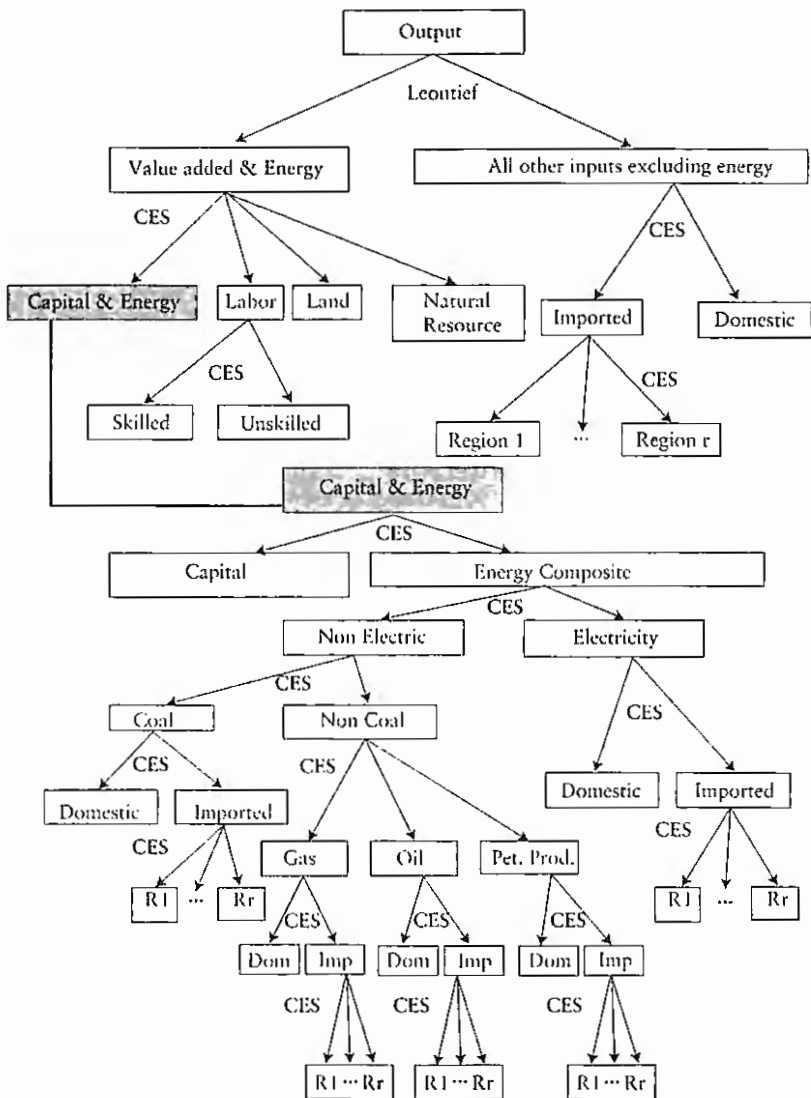 Output
Leontief
Value added & Energy
All other inputs excluding energy
CES
CES
Capital & Energy
Labor
Land
Natural
Resource
Imported
Domestic
CES
CES
Skilled
Unskilled
Region 1
...
Region r
Capital & Energy
CES
Capital
Energy Composite
CES
Non Electric
Electricity
CES
CES
Coal
Non Coal
CES
CES
Domestic
Imported
Domestic
Imported
CES
CES
Gas
Oil
Pet. Prod.
R1 ... Rr
R1 ... Rr
CES
CES
CES
Dom
Imp
Dom
Imp
Dom
Imp
CES
CES
CES
R1 ... Rr
R1 ... Rr
R1 ... Rr